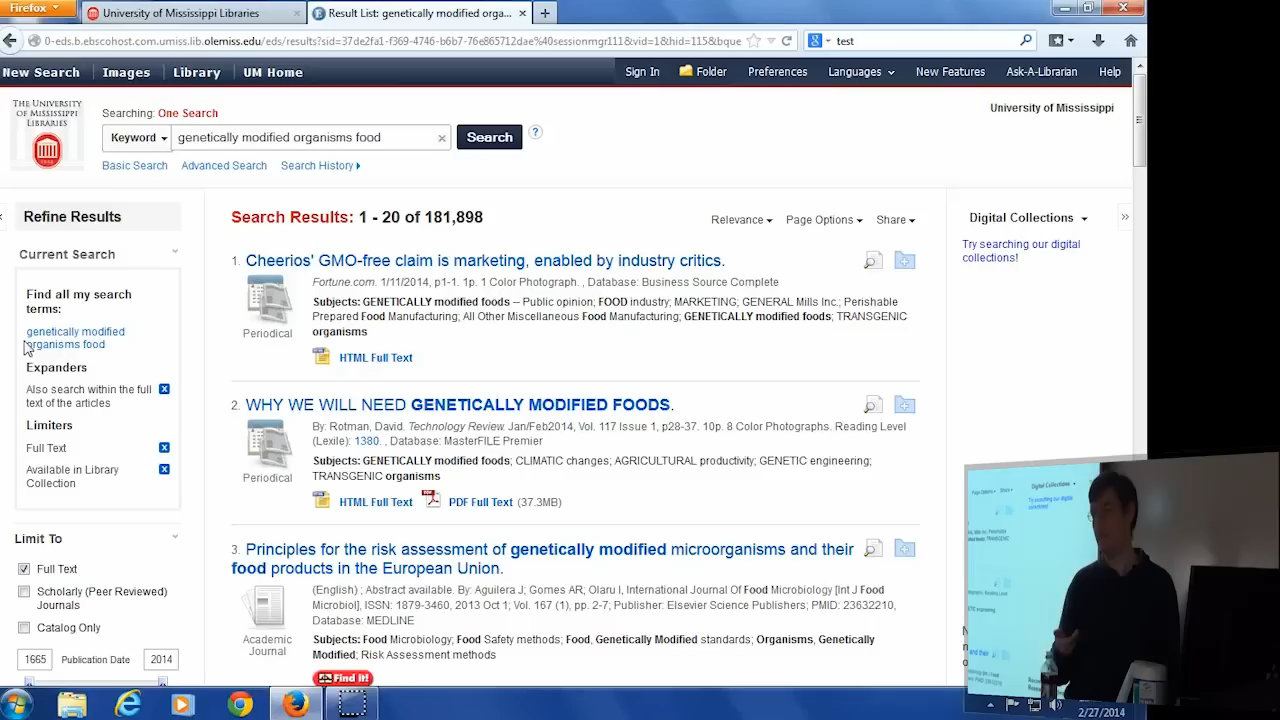 Firefox
University of Mississippi Libraries
Result List: genetically modified orga...
0-eds.b.ebscohost.com.umiss.lib.olemiss.edu/eds/results?sid=37de2fa1-f369-4746-b6b7-76e865712dae%40sessionmgr111&vid=1&hid=115&bque
test
New Search Images Library UM Home Sign In Folder Preferences Languages New Features Ask-A-Librarian Help
THE UNIVERSITY
OF MISSISSIPPI
LIBRARIES
Searching: One Search
University of Mississippi
Keyword genetically modified organisms food Search ?
Basic Search Advanced Search Search History
Refine Results
Current Search
Find all my search
terms:
genetically modified
organisms food
Expanders
Also search within the full
text of the articles
Limiters
Full Text
Available in Library
Collection
Limit To
Full Text
Scholarly (Peer Reviewed)
Journals
Catalog Only
1665 Publication Date 2014
Search Results: 1 - 20 of 181,898
Relevance Page Options Share
1. Cheerios' GMO-free claim is marketing, enabled by industry critics.
Fortune.com. 1/11/2014, p1-1. 1p. 1 Color Photograph. , Database: Business Source Complete
Subjects: GENETICALLY modified foods -- Public opinion; FOOD industry; MARKETING; GENERAL Mills Inc.; Perishable
Prepared Food Manufacturing; All Other Miscellaneous Food Manufacturing; GENETICALLY modified foods; TRANSGENIC
organisms
Periodical
HTML Full Text
2. WHY WE WILL NEED GENETICALLY MODIFIED FOODS.
By: Rotman, David. Technology Review. Jan/Feb2014, Vol. 117 Issue 1, p28-37. 10p. 8 Color Photographs. Reading Level
(Lexile): 1380. , Database: MasterFILE Premier
Subjects: GENETICALLY modified foods; CLIMATIC changes; AGRICULTURAL productivity; GENETIC engineering;
TRANSGENIC organisms
Periodical
HTML Full Text PDF Full Text (37.3MB)
3. Principles for the risk assessment of genetically modified microorganisms and their
food products in the European Union.
(English) ; Abstract available. By: Aguilera J; Gomes AR; Olaru I, International Journal Of Food Microbiology [Int J Food
Microbiol], ISSN: 1879-3460, 2013 Oct 1; Vol. 167 (1), pp. 2-7; Publisher: Elsevier Science Publishers; PMID: 23632210,
Database: MEDLINE
Subjects: Food Microbiology; Food Safety methods; Food, Genetically Modified standards; Organisms, Genetically
Modified; Risk Assessment methods
Academic
Journal
Find it!
Digital Collections
Try searching our digital
collections!
Digital Collections
Try searching our digital
collections!
2/27/2014